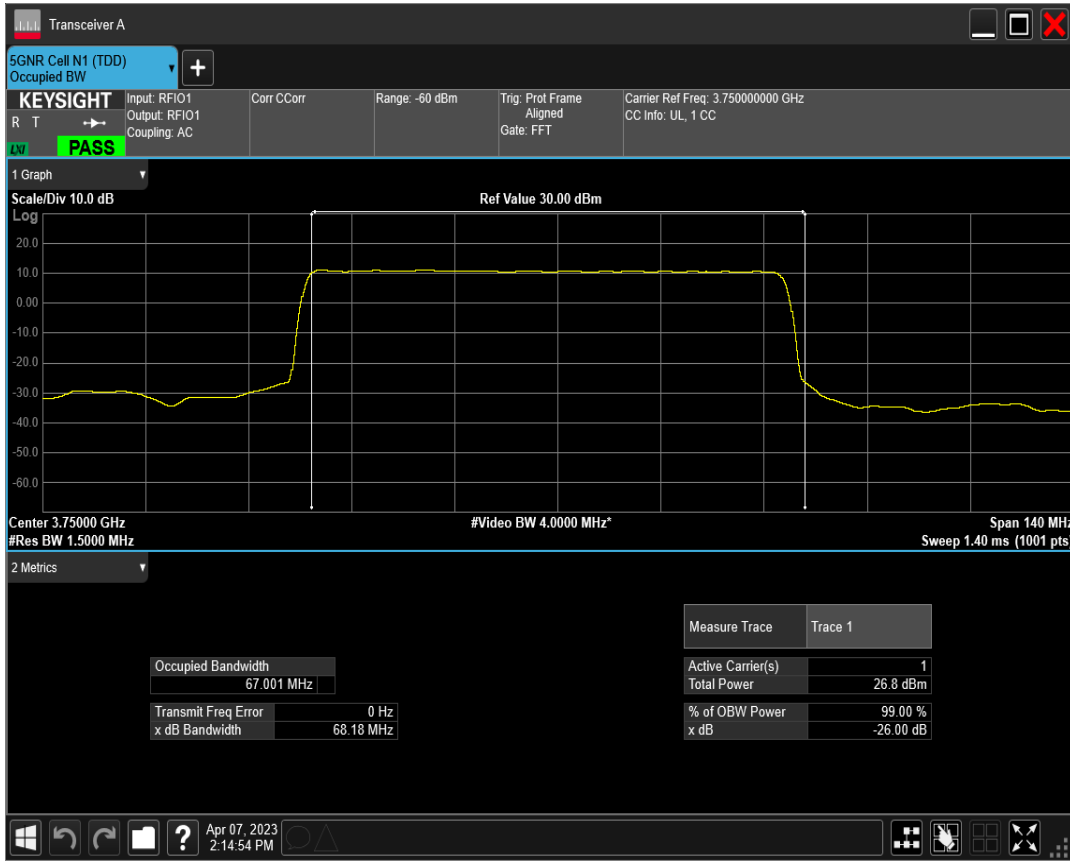 Transceiver A
5GNR Cell N1 (TDD)
Occupied BW
+
KEYSIGHT
R T
LXI
PASS
Input: RFIO1
Output: RFIO1
Coupling: AC
Corr CCorr
Range: -60 dBm
Trig: Prot Frame
Aligned
Gate: FFT
Carrier Ref Freq: 3.750000000 GHz
CC Info: UL, 1 CC
1 Graph
Scale/Div 10.0 dB
Ref Value 30.00 dBm
Log
20.0
10.0
0.00
-10.0
-20.0
-30.0
-40.0
-50.0
-60.0
Center 3.75000 GHz
#Video BW 4.0000 MHz*
Span 140 MHz
#Res BW 1.5000 MHz
Sweep 1.40 ms (1001 pts)
2 Metrics
Measure Trace Trace 1
Occupied Bandwidth
67.001 MHz
Active Carrier(s) 1
Total Power 26.8 dBm
Transmit Freq Error 0 Hz
x dB Bandwidth 68.18 MHz
% of OBW Power 99.00 %
x dB -26.00 dB
?
Apr 07, 2023
2:14:54 PM